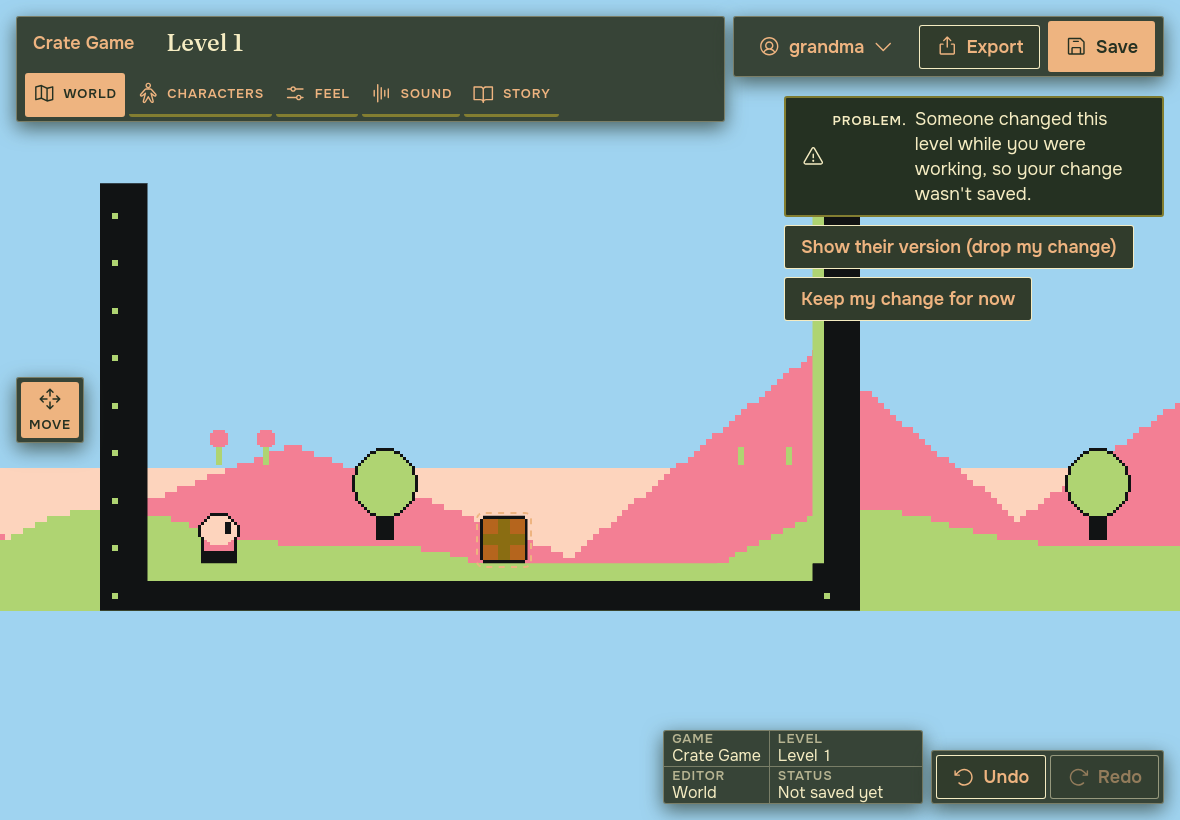 Crate Game
Level 1
grandma
Export
Save
WORLD
CHARACTERS
FEEL
SOUND
STORY
PROBLEM. Someone changed this
level while you were
working, so your change
wasn't saved.
Show their version (drop my change)
Keep my change for now
MOVE
GAME
Crate Game
LEVEL
Level 1
EDITOR
World
STATUS
Not saved yet
Undo
Redo